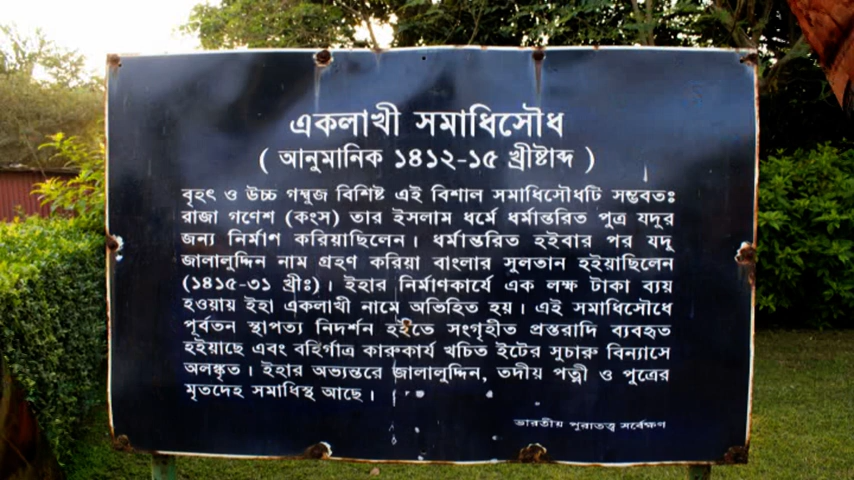 একলাখী সমাধিসৌধ
( আনুমানিক ১৪১২-১৫ খ্রীষ্টাব্দ )
বৃহৎ ও উচ্চ গম্বুজ বিশিষ্ট এই বিশাল সমাধিসৌধটি সম্ভবতঃ
রাজা গণেশ (কংস) তার ইসলাম ধর্মে ধর্মান্তরিত পুত্র যদুর
জন্য নির্মাণ করিয়াছিলেন। ধর্মান্তরিত হইবার পর যদু
জালালুদ্দিন নাম গ্রহণ করিয়া বাংলার সুলতান হইয়াছিলেন
(১৪১৫-৩১ খ্রীঃ)। ইহার নির্মাণকার্যে এক লক্ষ টাকা ব্যয়
হওয়ায় ইহা একলাখী নামে অতিহিত হয়। এই সমাধিসৌধে
পূর্বতন স্থাপত্য নিদর্শন হইতে সংগৃহীত প্রস্তরাদি ব্যবহৃত
হইয়াছে এবং বহির্গাত্র কারুকার্য খচিত ইটের সুচারু বিন্যাসে
অলঙ্কৃত। ইহার অভ্যন্তরে জালালুদ্দিন, তদীয় পত্নী ও পুত্রের
মৃতদেহ সমাধিস্থ আছে।
ভারতীয় পুরাতত্ত্ব সর্বেক্ষণ